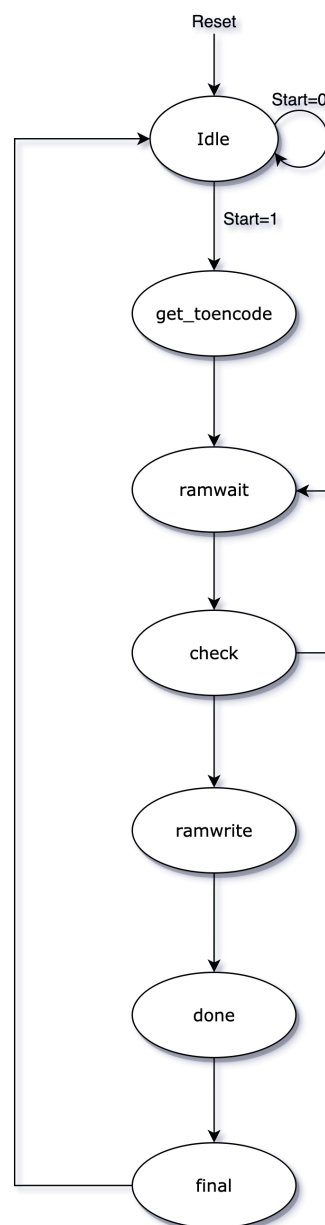 Reset
Start=0
Idle
Start=1
get_toencode
ramwait
check
ramwrite
done
final